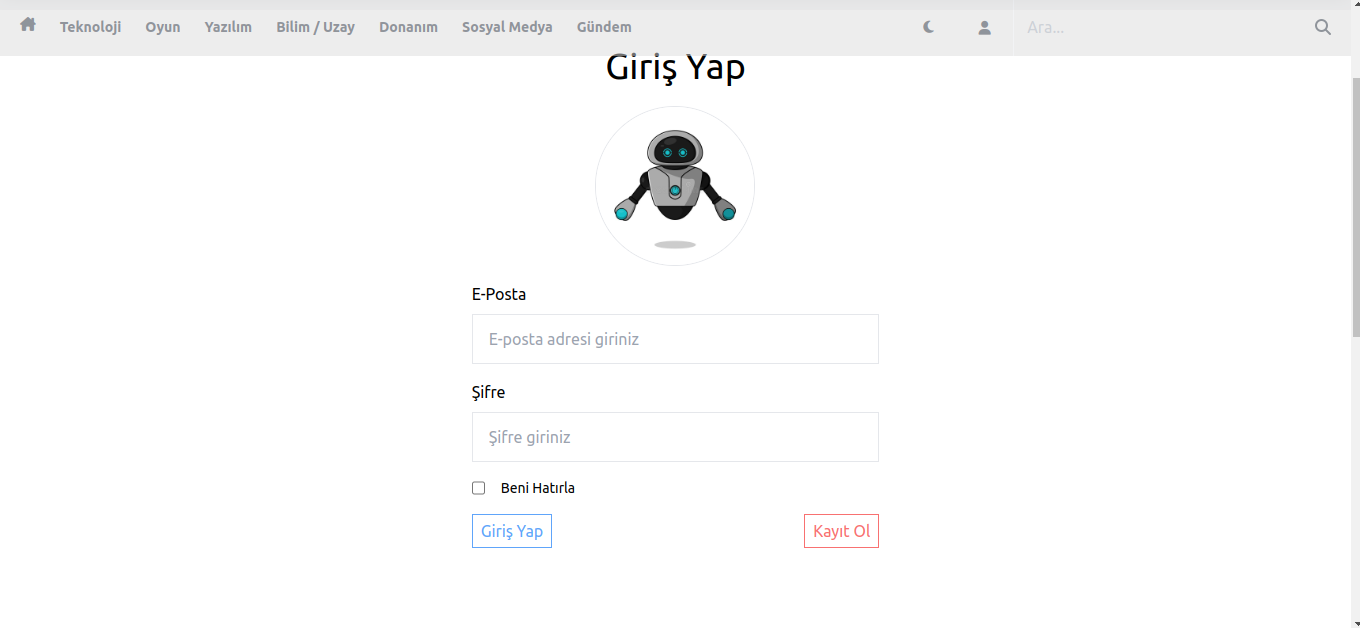 Teknoloji Oyun Yazılım Bilim / Uzay Donanım Sosyal Medya Gündem Ara...
Giriş Yap
E-Posta
E-posta adresi giriniz
Şifre
Şifre giriniz
Beni Hatırla
Giriş Yap Kayıt Ol